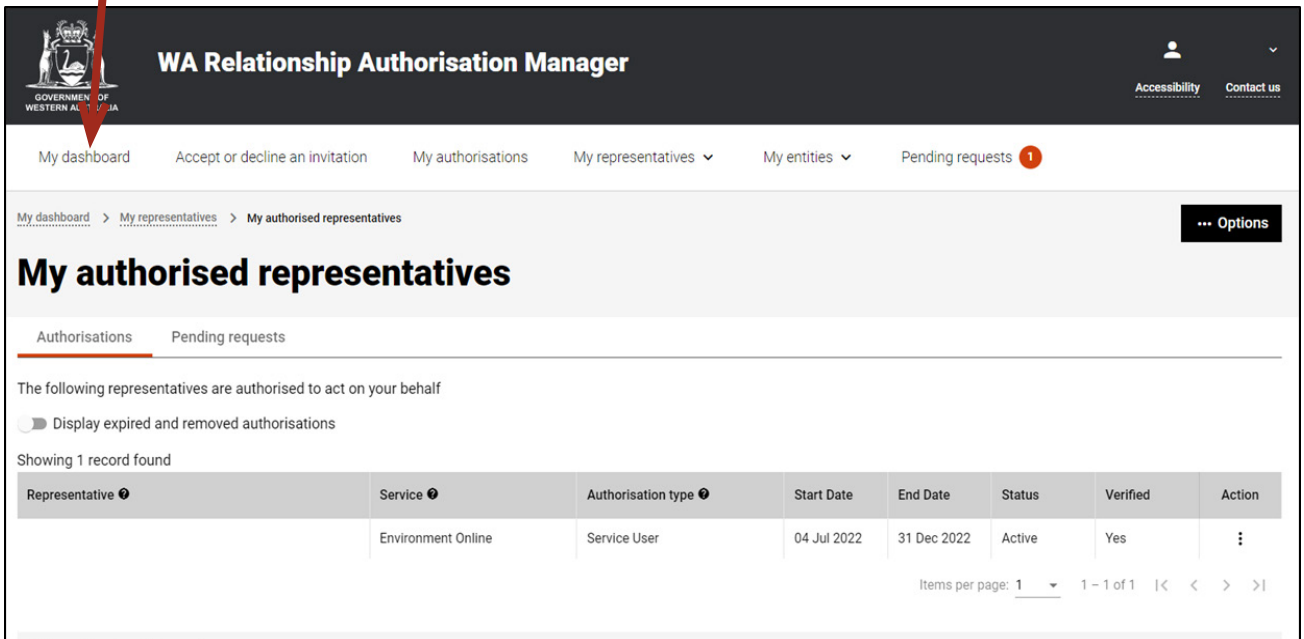 GOVERNMENT OF
WESTERN AUSTRALIA
WA Relationship Authorisation Manager
Accessibility Contact us
My dashboard Accept or decline an invitation My authorisations My representatives My entities Pending requests 1
My dashboard > My representatives > My authorised representatives
••• Options
My authorised representatives
Authorisations Pending requests
The following representatives are authorised to act on your behalf
Display expired and removed authorisations
Showing 1 record found
Representative ? Service ? Authorisation type ? Start Date End Date Status Verified Action
Environment Online Service User 04 Jul 2022 31 Dec 2022 Active Yes
Items per page: 1 1 – 1 of 1 |< < > >|